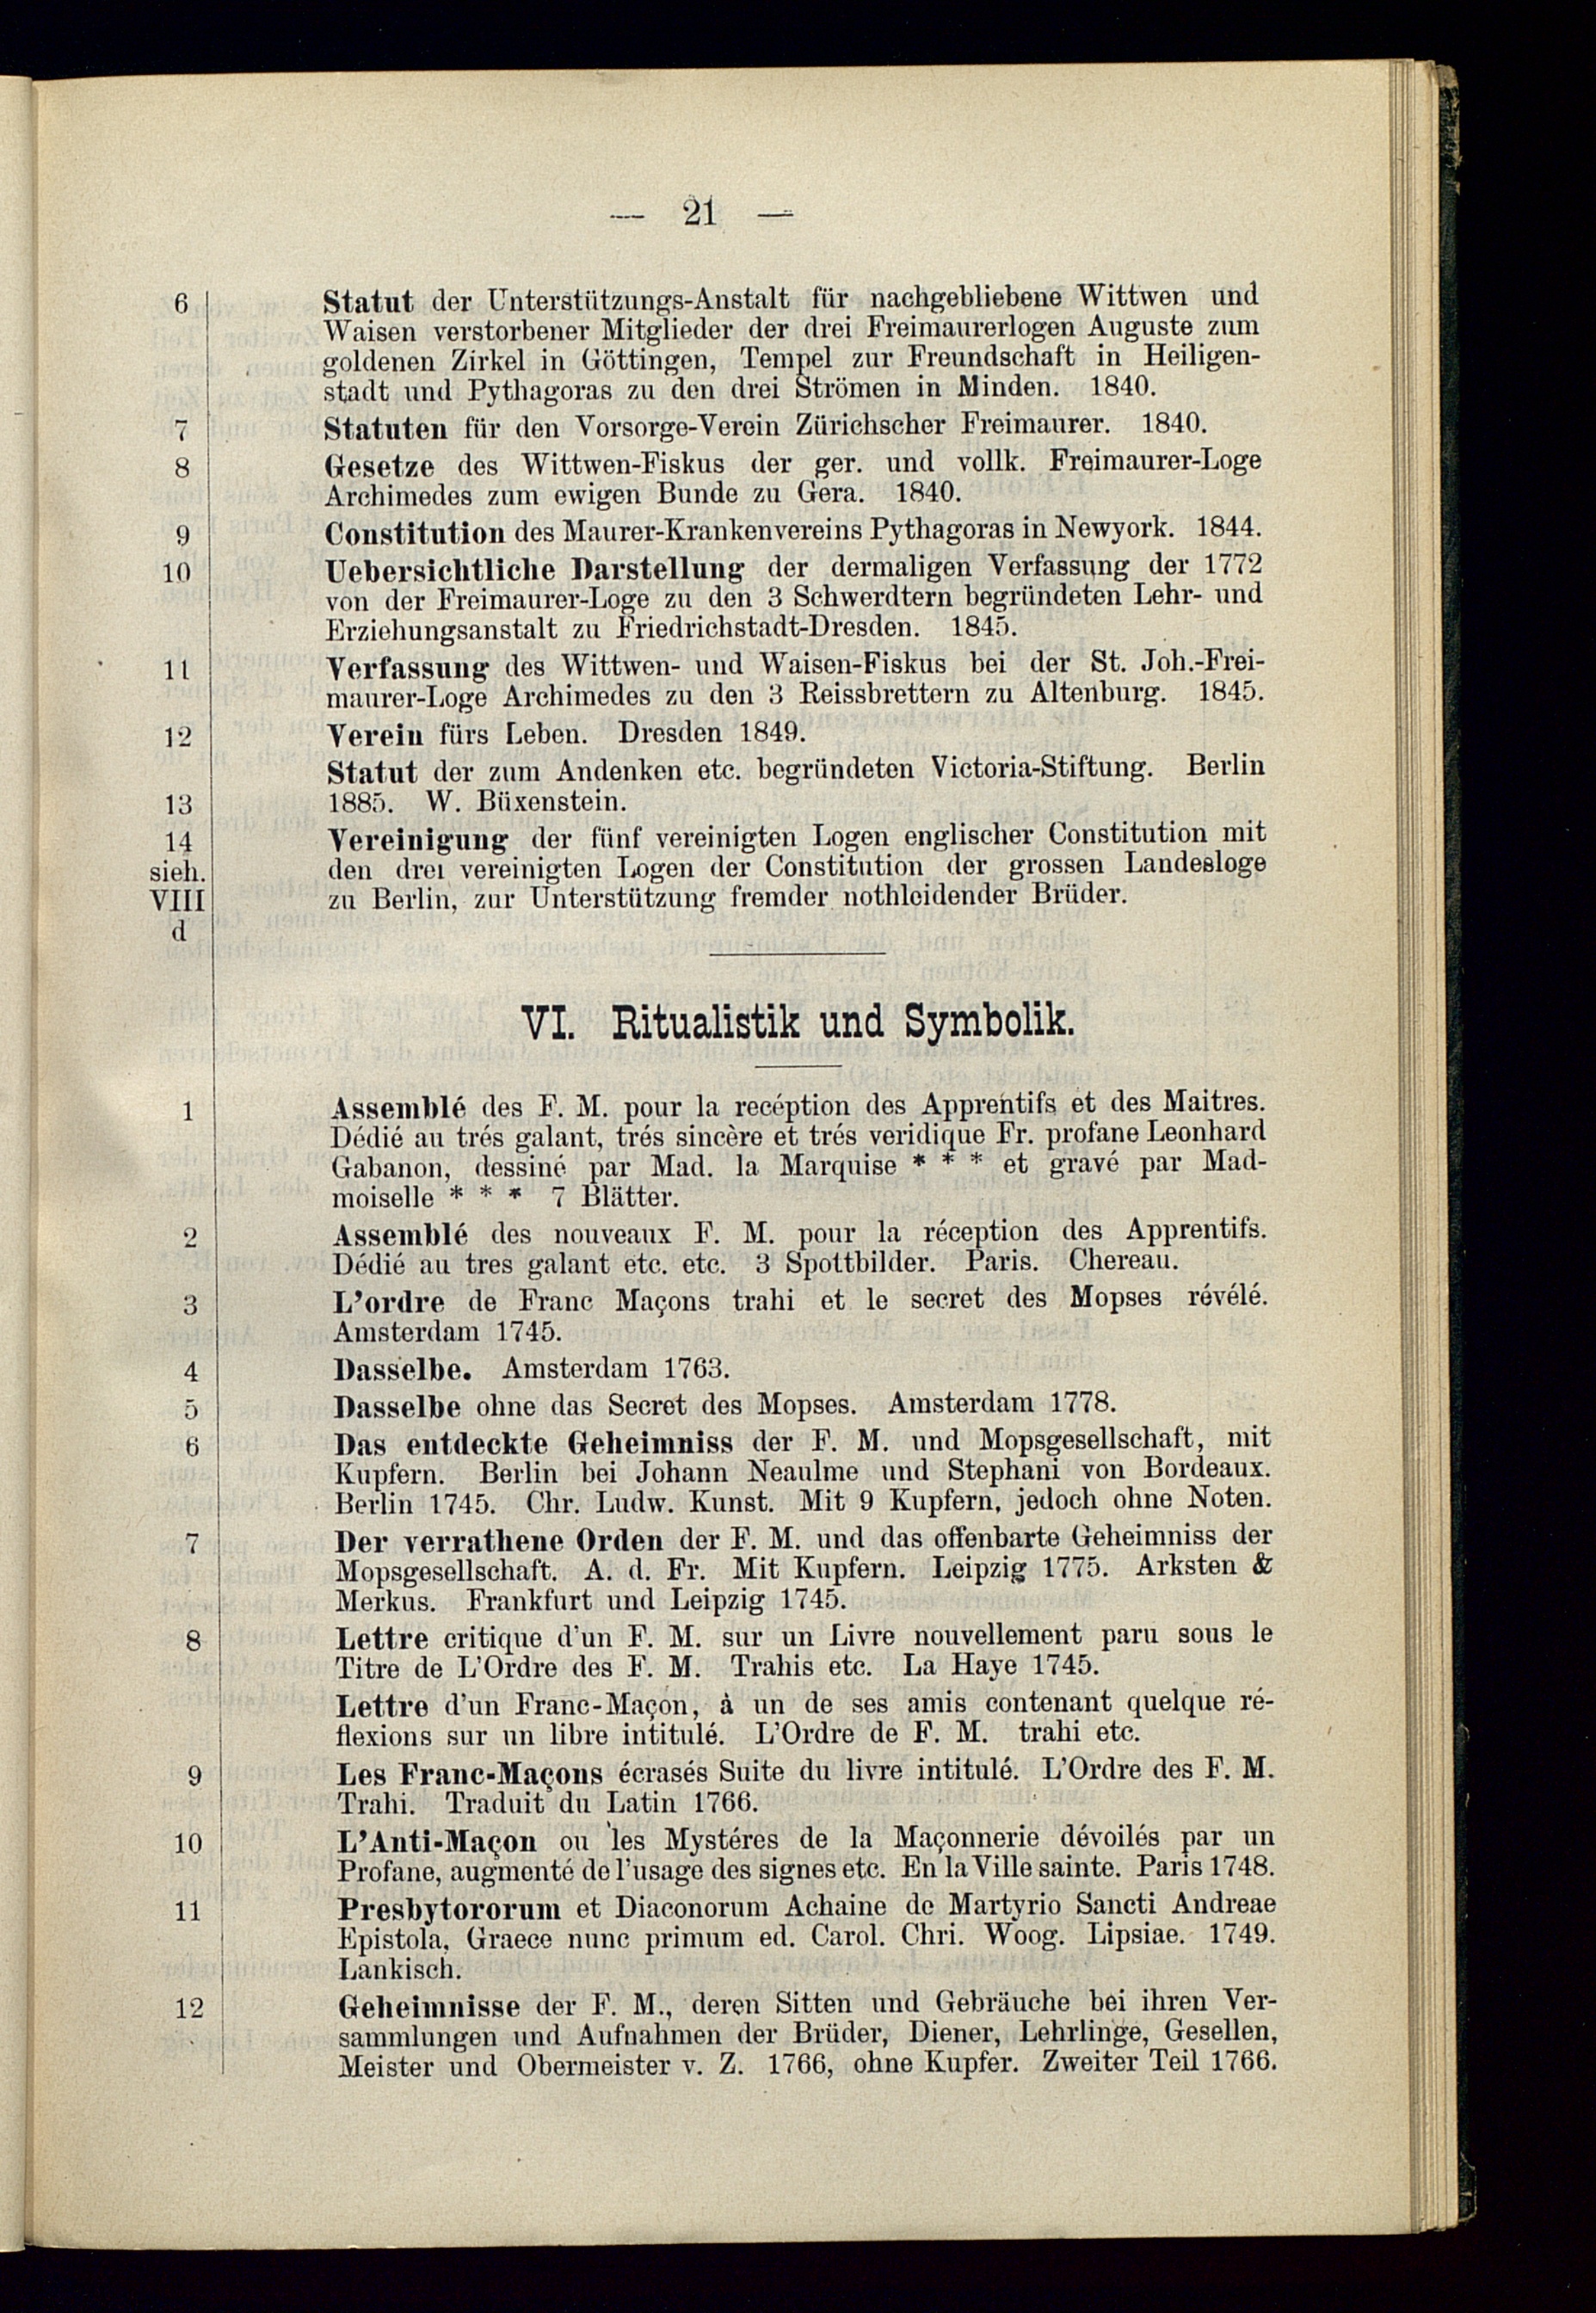 — 21 —
6 Statut der Unterstützungs-Anstalt für nachgebliebene Wittwen und
Waisen verstorbener Mitglieder der drei Freimaurerlogen Auguste zum
goldenen Zirkel in Göttingen, Tempel zur Freundschaft in Heiligen-
stadt und Pythagoras zu den drei Strömen in Minden. 1840.
7 Statuten für den Vorsorge-Verein Zürichscher Freimaurer. 1840.
8 Gesetze des Wittwen-Fiskus der ger. und vollk. Freimaurer-Loge
Archimedes zum ewigen Bunde zu Gera. 1840.
9 Constitution des Maurer-Krankenvereins Pythagoras in Newyork. 1844.
10 Uebersichtliche Darstellung der dermaligen Verfassung der 1772
von der Freimaurer-Loge zu den 3 Schwerdtern begründeten Lehr- und
Erziehungsanstalt zu Friedrichstadt-Dresden. 1845.
11 Verfassung des Wittwen- und Waisen-Fiskus bei der St. Joh.-Frei-
maurer-Loge Archimedes zu den 3 Reissbrettern zu Altenburg. 1845.
12 Verein fürs Leben. Dresden 1849.
Statut der zum Andenken etc. begründeten Victoria-Stiftung. Berlin
13 1885. W. Büxenstein.
14 Vereinigung der fünf vereinigten Logen englischer Constitution mit
sieh. den drei vereinigten Logen der Constitution der grossen Landesloge
VIII zu Berlin, zur Unterstützung fremder nothleidender Brüder.
d
VI. Ritualistik und Symbolik.
1 Assemblé des F. M. pour la recéption des Apprentifs et des Maitres.
Dédié au trés galant, trés sincère et trés veridique Fr. profane Leonhard
Gabanon, dessiné par Mad. la Marquise * * * et gravé par Mad-
moiselle * * * 7 Blätter.
2 Assemblé des nouveaux F. M. pour la réception des Apprentifs.
Dédié au tres galant etc. etc. 3 Spottbilder. Paris. Chereau.
3 L'ordre de Franc Maçons trahi et le secret des Mopses révélé.
Amsterdam 1745.
4 Dasselbe. Amsterdam 1763.
5 Dasselbe ohne das Secret des Mopses. Amsterdam 1778.
6 Das entdeckte Geheimniss der F. M. und Mopsgesellschaft, mit
Kupfern. Berlin bei Johann Neaulme und Stephani von Bordeaux.
Berlin 1745. Chr. Ludw. Kunst. Mit 9 Kupfern, jedoch ohne Noten.
7 Der verrathene Orden der F. M. und das offenbarte Geheimniss der
Mopsgesellschaft. A. d. Fr. Mit Kupfern. Leipzig 1775. Arksten &
Merkus. Frankfurt und Leipzig 1745.
8 Lettre critique d'un F. M. sur un Livre nouvellement paru sous le
Titre de L'Ordre des F. M. Trahis etc. La Haye 1745.
Lettre d'un Franc-Maçon, à un de ses amis contenant quelque ré-
flexions sur un libre intitulé. L'Ordre de F. M. trahi etc.
9 Les Franc-Maçons écrasés Suite du livre intitulé. L'Ordre des F. M.
Trahi. Traduit du Latin 1766.
10 L'Anti-Maçon ou les Mystéres de la Maçonnerie dévoilés par un
Profane, augmenté de l'usage des signes etc. En la Ville sainte. Paris 1748.
11 Presbytororum et Diaconorum Achaine de Martyrio Sancti Andreae
Epistola, Graece nunc primum ed. Carol. Chri. Woog. Lipsiae. 1749.
Lankisch.
12 Geheimnisse der F. M., deren Sitten und Gebräuche bei ihren Ver-
sammlungen und Aufnahmen der Brüder, Diener, Lehrlinge, Gesellen,
Meister und Obermeister v. Z. 1766, ohne Kupfer. Zweiter Teil 1766.